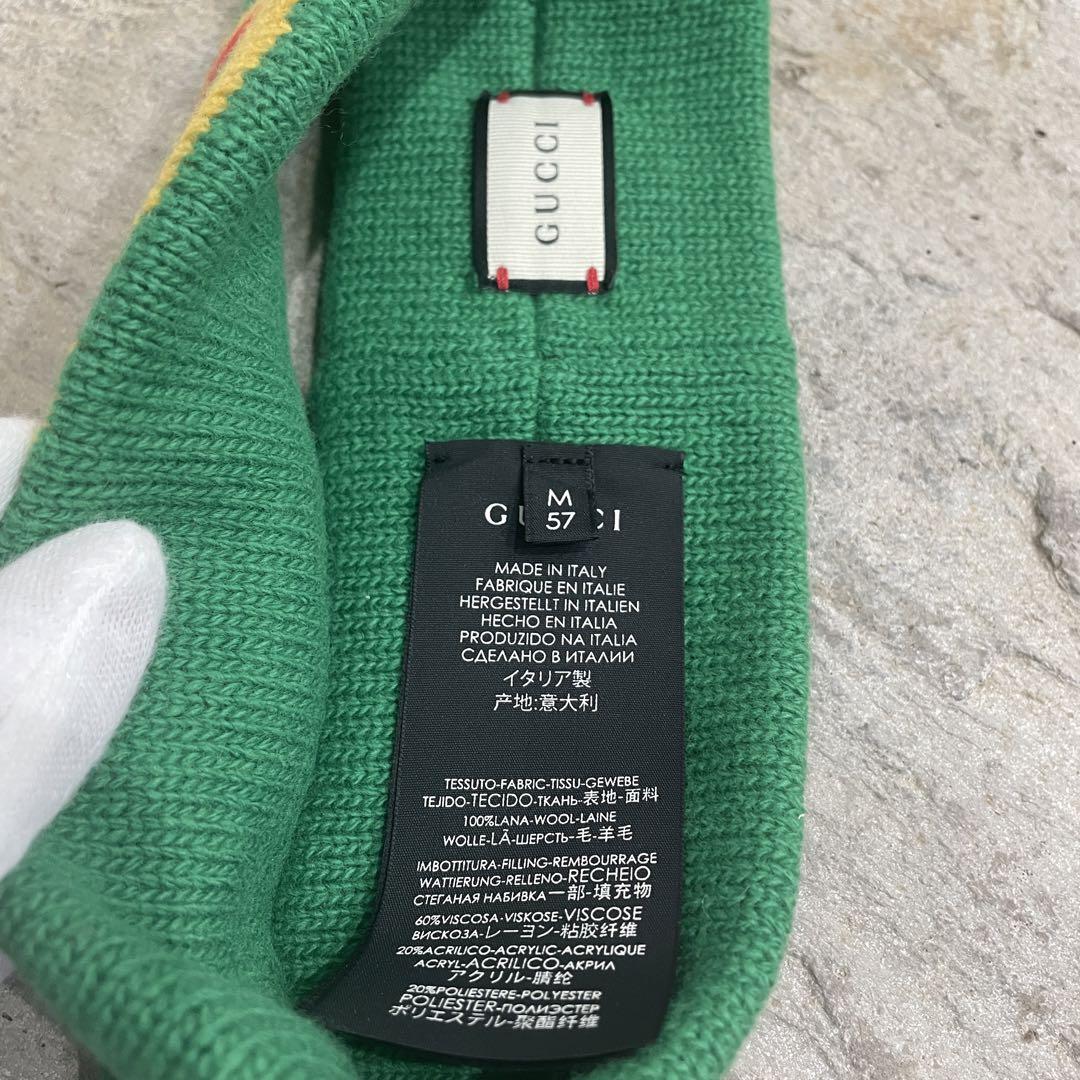 GUCCI
M
57
GU CI
MADE IN ITALY
FABRIQUE EN ITALIE
HERGESTELLT IN ITALIEN
HECHO EN ITALIA
PRODUZIDO NA ITALIA
СДЕЛАНО В ИТАЛИИ
イタリア製
产地:意大利
TESSUTO-FABRIC-TISSU-GEWEBE
TEJIDO-TECIDO-ТКАНЬ-表地-面料
100%LANA-WOOL-LAINE
WOLLE-LÃ-ШЕРСТЬ-毛-羊毛
IMBOTTITURA-FILLING-REMBOURRAGE
WATTIERUNG-RELLENO-RECHEIO
СТЕГАНАЯ НАБИВКА-一部-填充物
60%VISCOSA-VISKOSE-VISCOSE
ВИСКОЗА-レーヨン-粘胶纤维
20%ACRILICO-ACRYLIC-ACRYLIQUE
ACRYL-ACRILICO-АКРИЛ
アクリル-腈纶
20%POLIESTERE-POLYESTER
POLIESTER-ПОЛИЭСТЕР
ポリエステル-聚酯纤维